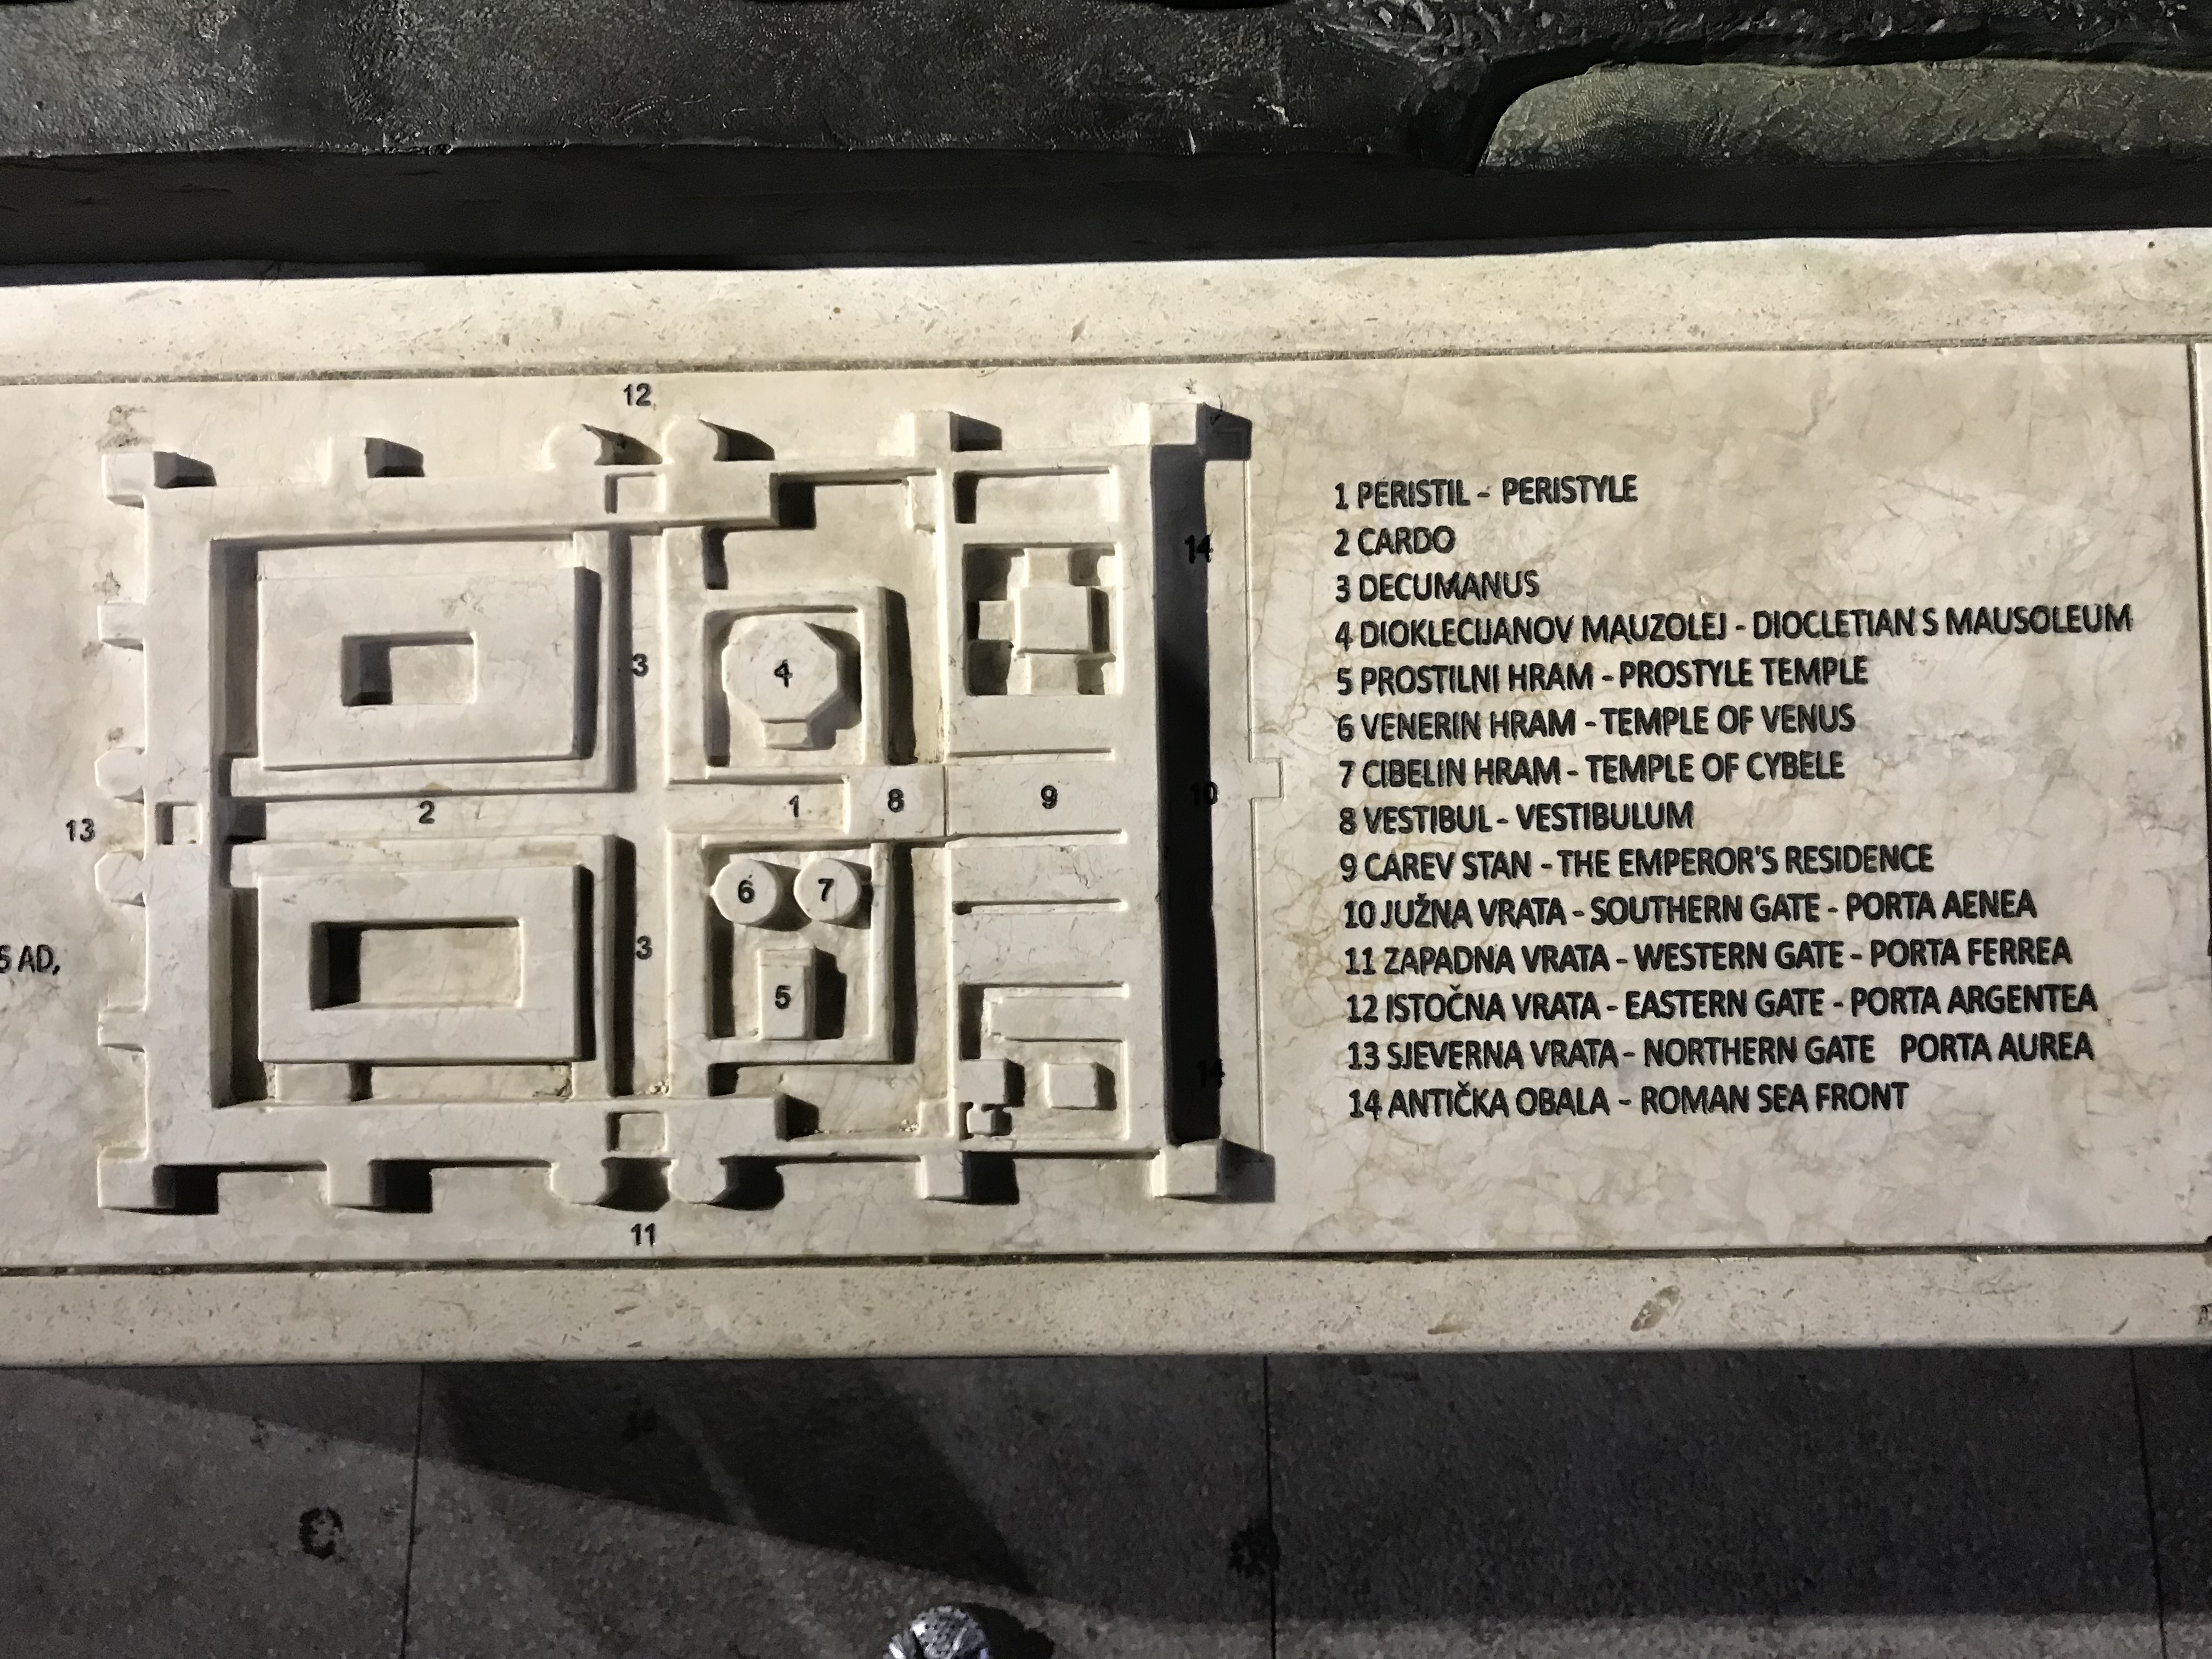 12
14
3
4
2
1
8
9
10
13
6
7
3
5
14
11
5 AD,
1 PERISTIL - PERISTYLE
2 CARDO
3 DECUMANUS
4 DIOKLECIJANOV MAUZOLEJ - DIOCLETIAN S MAUSOLEUM
5 PROSTILNI HRAM - PROSTYLE TEMPLE
6 VENERIN HRAM - TEMPLE OF VENUS
7 CIBELIN HRAM - TEMPLE OF CYBELE
8 VESTIBUL - VESTIBULUM
9 CAREV STAN - THE EMPEROR'S RESIDENCE
10 JUŽNA VRATA - SOUTHERN GATE - PORTA AENEA
11 ZAPADNA VRATA - WESTERN GATE - PORTA FERREA
12 ISTOČNA VRATA - EASTERN GATE - PORTA ARGENTEA
13 SJEVERNA VRATA - NORTHERN GATE PORTA AUREA
14 ANTIČKA OBALA - ROMAN SEA FRONT